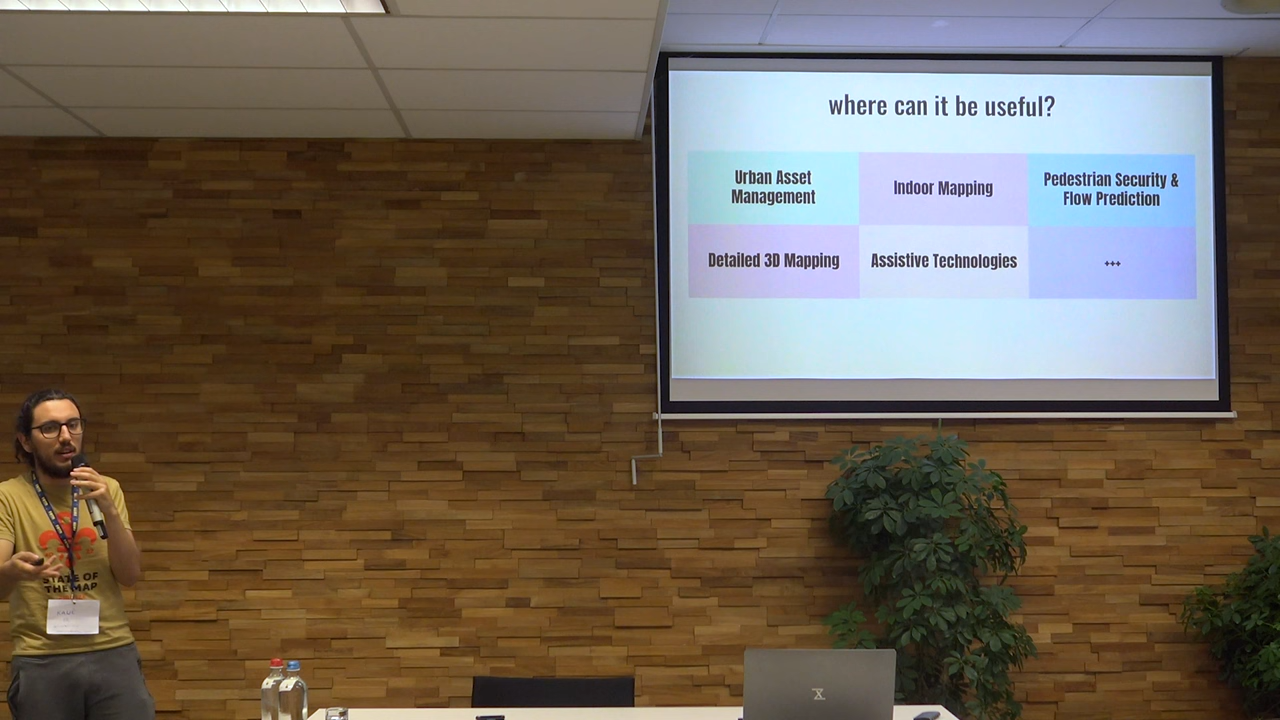 where can it be useful?
Urban Asset
Management
Indoor Mapping
Pedestrian Security &
Flow Prediction
Detailed 3D Mapping
Assistive Technologies
+++
STATE OF
THE MAP